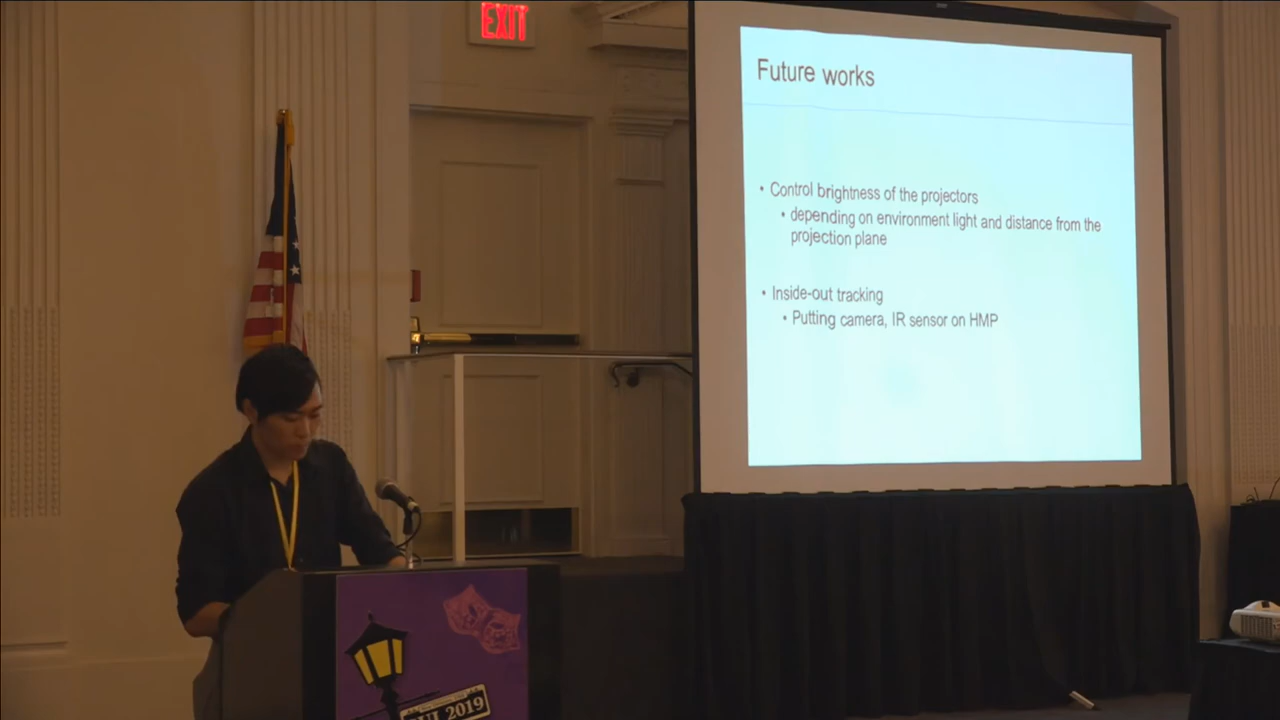 EXIT
Future works
• Control brightness of the projectors
• depending on environment light and distance from the
projection plane
• Inside-out tracking
• Putting camera, IR sensor on HMP
2019